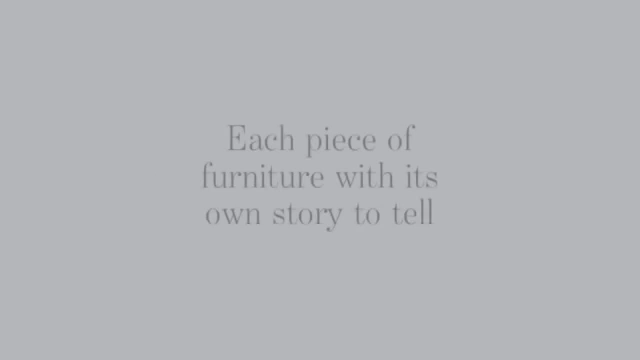 Each piece of
furniture with its
own story to tell